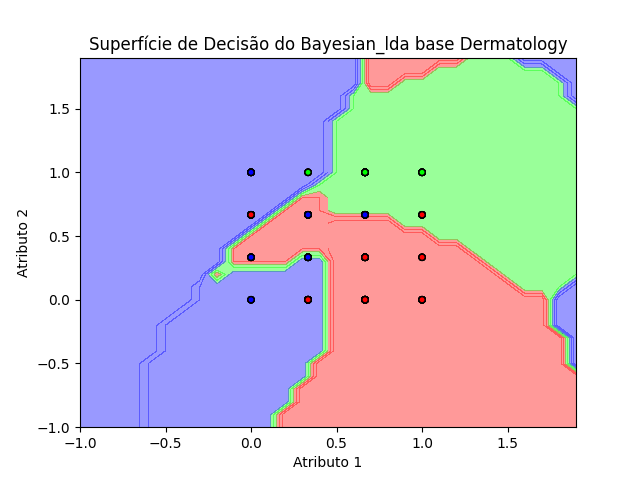 Superfície de Decisão do Bayesian_lda base Dermatology
1.5
1.0
0.5
0.0
−0.5
−1.0
Atributo 2
−1.0 −0.5 0.0 0.5 1.0 1.5
Atributo 1